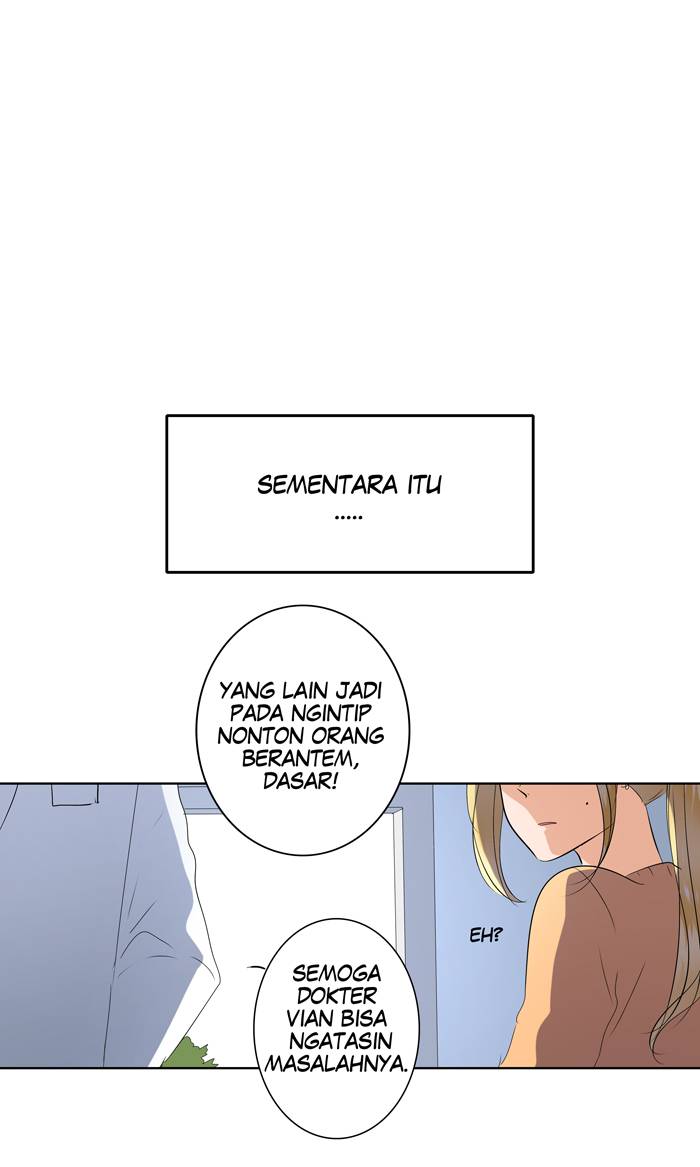 SEMENTARA ITU
.....
YANG LAIN JADI
PADA NGINTIP
NONTON ORANG
BERANTEM,
DASAR!
EH?
SEMOGA
DOKTER
VIAN BISA
NGATASIN
MASALAHNYA.